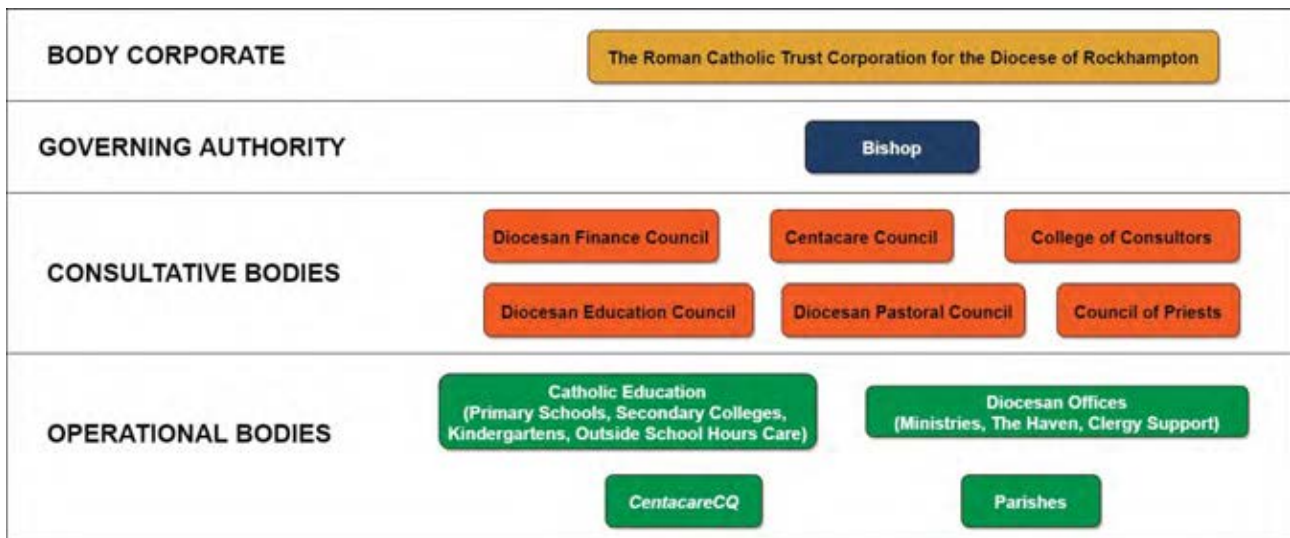 BODY CORPORATE
The Roman Catholic Trust Corporation for the Diocese of Rockhampton
GOVERNING AUTHORITY
Bishop
CONSULTATIVE BODIES
Diocesan Finance Council
Centacare Council
College of Consultors
Diocesan Education Council
Diocesan Pastoral Council
Council of Priests
OPERATIONAL BODIES
Catholic Education
(Primary Schools, Secondary Colleges,
Kindergartens, Outside School Hours Care)
Diocesan Offices
(Ministries, The Haven, Clergy Support)
CentacareCQ
Parishes